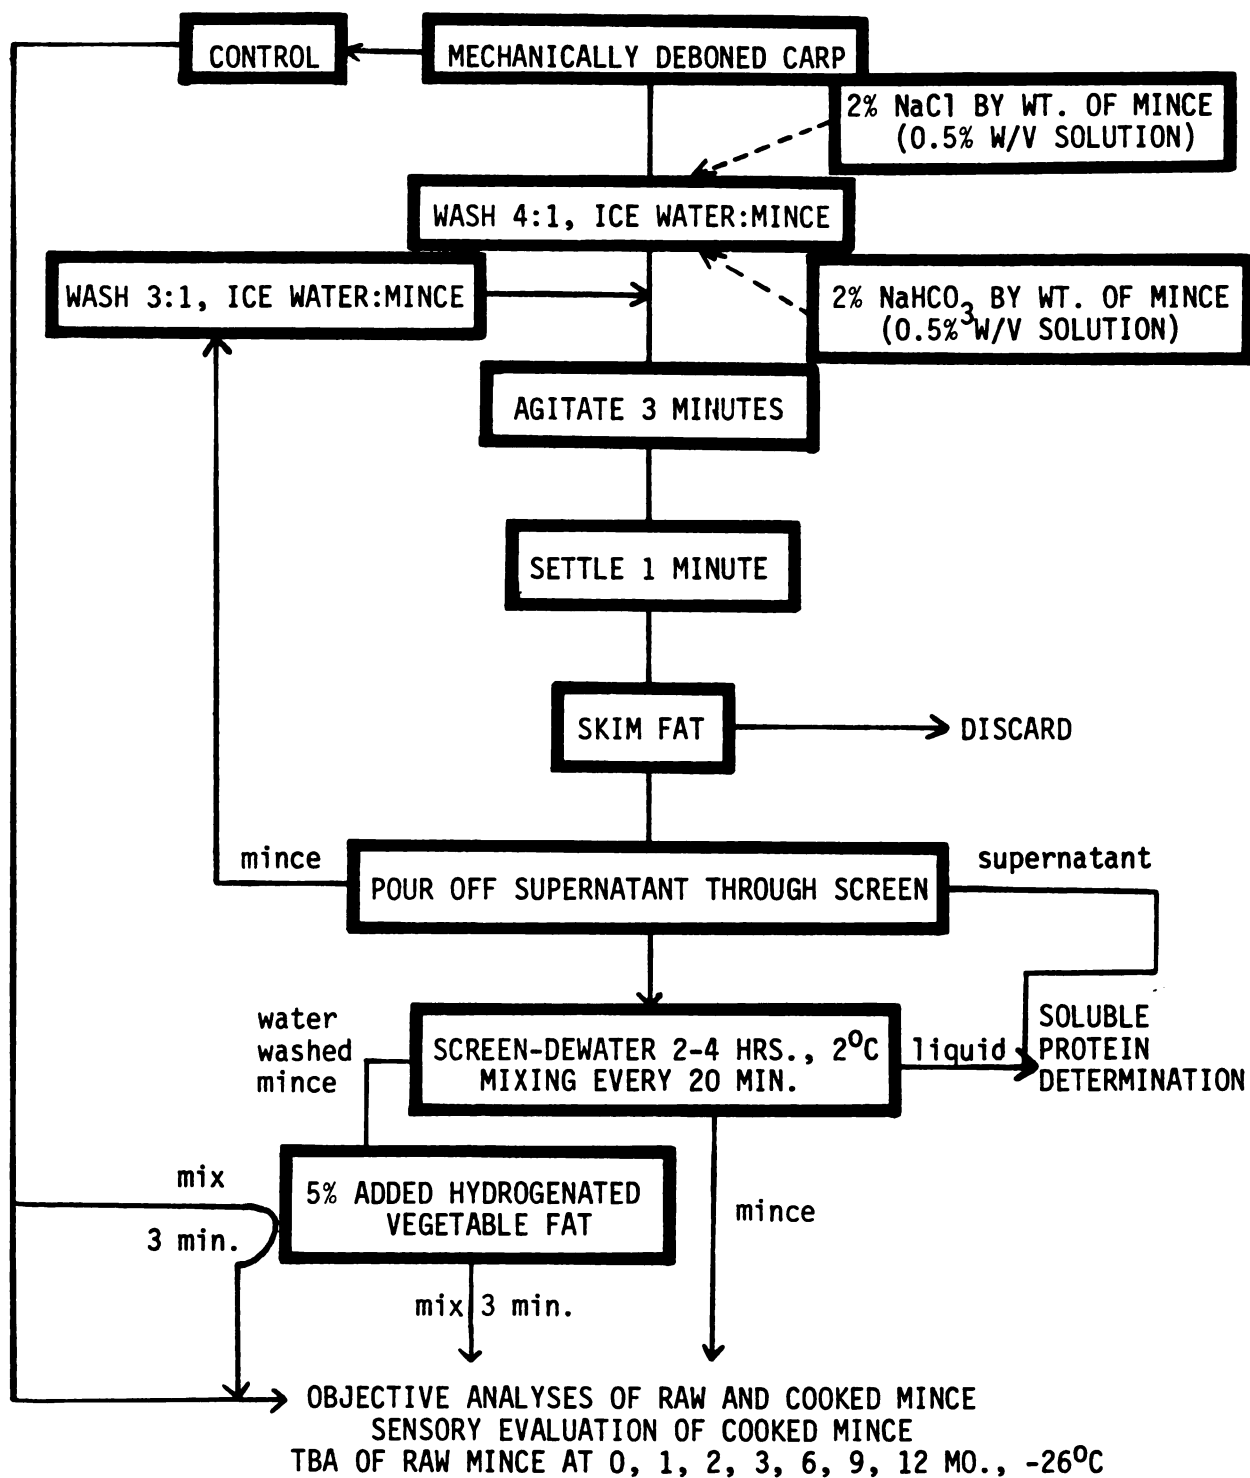 CONTROL
MECHANICALLY DEBONED CARP
2% NaCl BY WT. OF MINCE
(0.5% W/V SOLUTION)
WASH 4:1, ICE WATER:MINCE
WASH 3:1, ICE WATER:MINCE
2% NaHCO3 BY WT. OF MINCE
(0.5% W/V SOLUTION)
AGITATE 3 MINUTES
SETTLE 1 MINUTE
SKIM FAT
DISCARD
mince
supernatant
POUR OFF SUPERNATANT THROUGH SCREEN
water
washed
mince
SCREEN-DEWATER 2-4 HRS., 2°C
MIXING EVERY 20 MIN.
liquid
SOLUBLE
PROTEIN
DETERMINATION
mix
3 min.
5% ADDED HYDROGENATED
VEGETABLE FAT
mince
mix 3 min.
OBJECTIVE ANALYSES OF RAW AND COOKED MINCE
SENSORY EVALUATION OF COOKED MINCE
TBA OF RAW MINCE AT 0, 1, 2, 3, 6, 9, 12 MO., -26°C